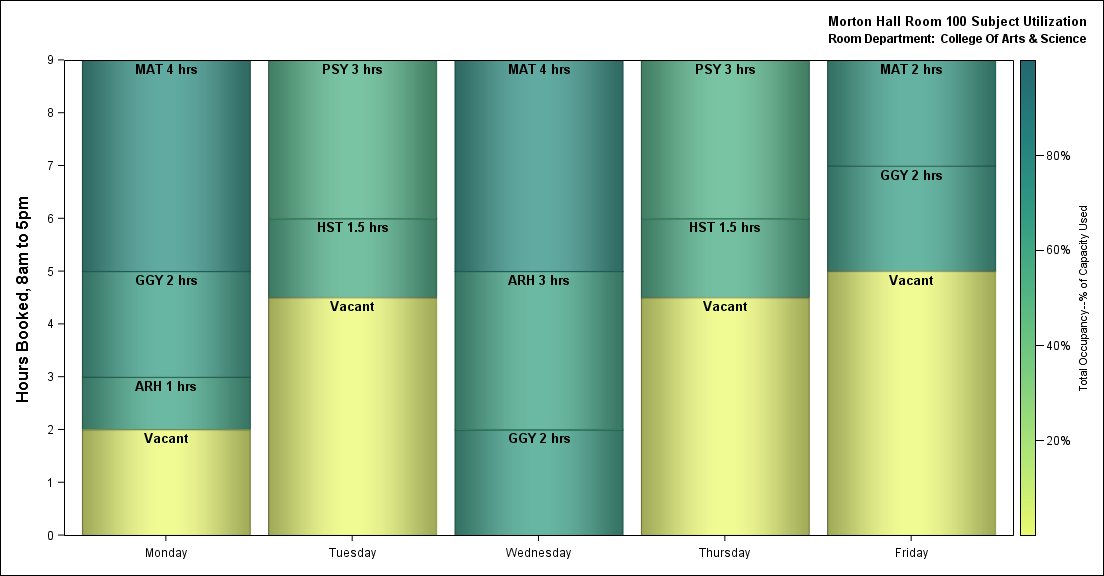 Morton Hall Room 100 Subject Utilization
Room Department: College Of Arts & Science
Hours Booked, 8am to 5pm
9
8
7
6
5
4
3
2
1
0
MAT 4 hrs
GGY 2 hrs
ARH 1 hrs
Vacant
PSY 3 hrs
HST 1.5 hrs
Vacant
MAT 4 hrs
ARH 3 hrs
GGY 2 hrs
PSY 3 hrs
HST 1.5 hrs
Vacant
MAT 2 hrs
GGY 2 hrs
Vacant
Monday
Tuesday
Wednesday
Thursday
Friday
80%
60%
40%
20%
Total Occupancy--% of Capacity Used